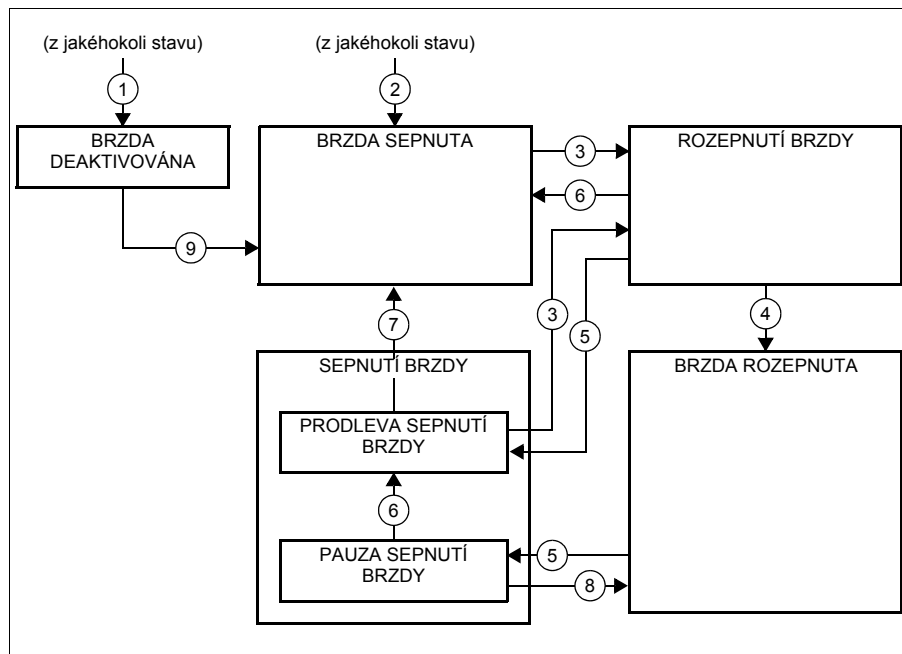 (z jakéhokoli stavu)
(z jakéhokoli stavu)
1
2
BRZDA
DEAKTIVOVÁNA
BRZDA SEPNUTA
ROZEPNUTÍ BRZDY
3
6
9
3
5
7
4
SEPNUTÍ BRZDY
BRZDA ROZEPNUTA
PRODLEVA SEPNUTÍ
BRZDY
6
PAUZA SEPNUTÍ
BRZDY
5
8